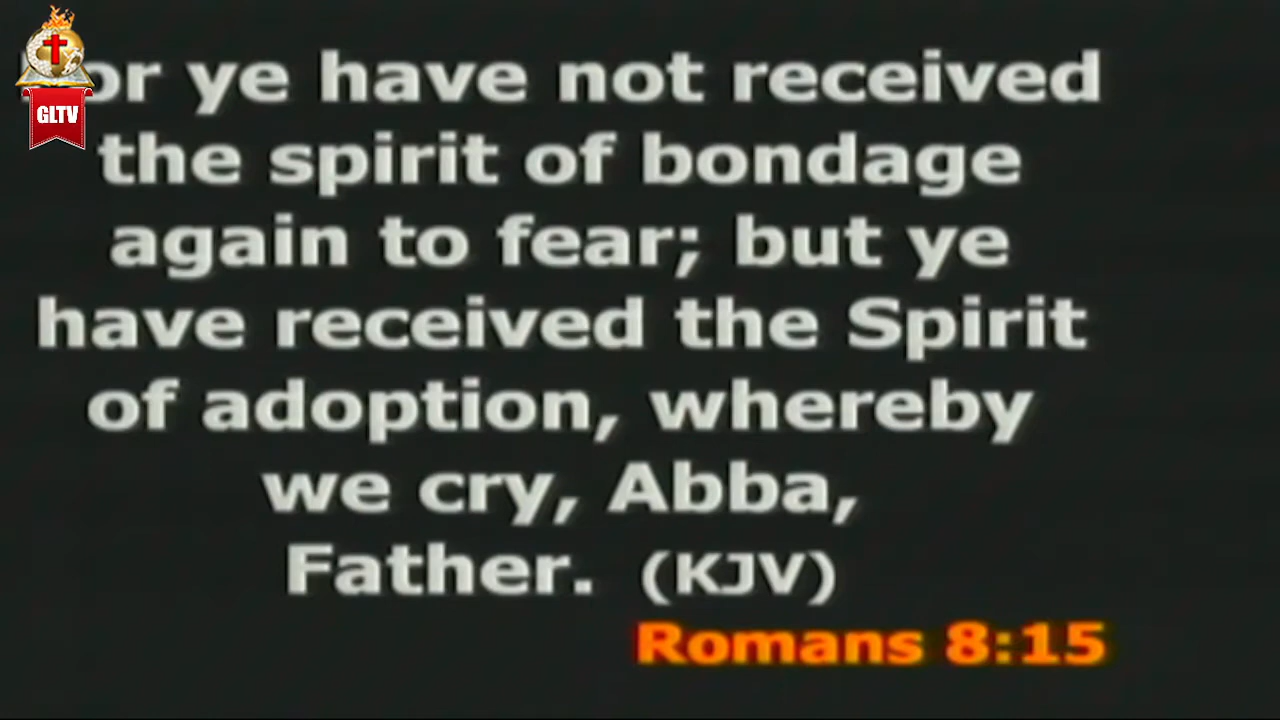 or ye have not received
the spirit of bondage
again to fear; but ye
have received the Spirit
of adoption, whereby
we cry, Abba,
Father. (KJV)
Romans 8:15
GLTV